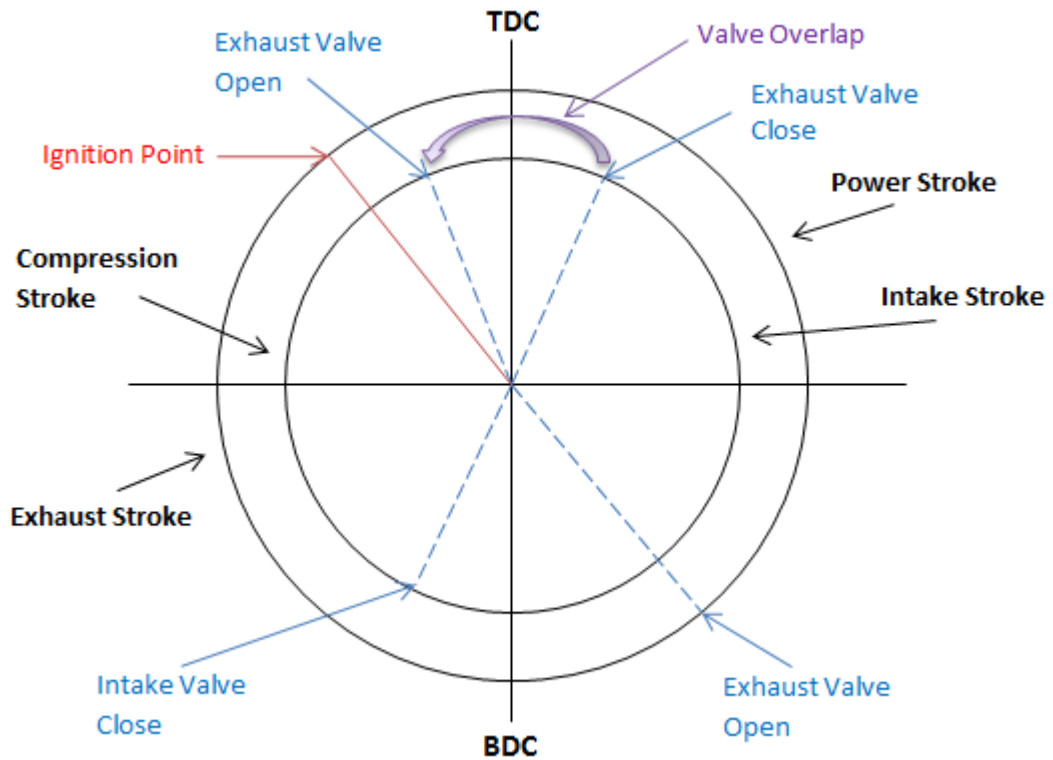 TDC
Exhaust Valve
Open
Valve Overlap
Exhaust Valve
Close
Ignition Point
Power Stroke
Compression
Stroke
Intake Stroke
Exhaust Stroke
Intake Valve
Close
Exhaust Valve
Open
BDC